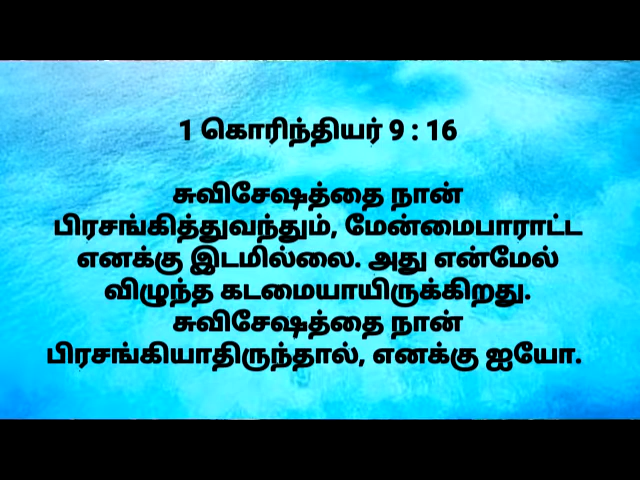 1 கொரிந்தியர் 9 : 16
சுவிசேஷத்தை நான்
பிரசங்கித்துவந்தும், மேன்மைபாராட்ட
எனக்கு இடமில்லை. அது என்மேல்
விழுந்த கடமையாயிருக்கிறது.
சுவிசேஷத்தை நான்
பிரசங்கியாதிருந்தால், எனக்கு ஐயோ.